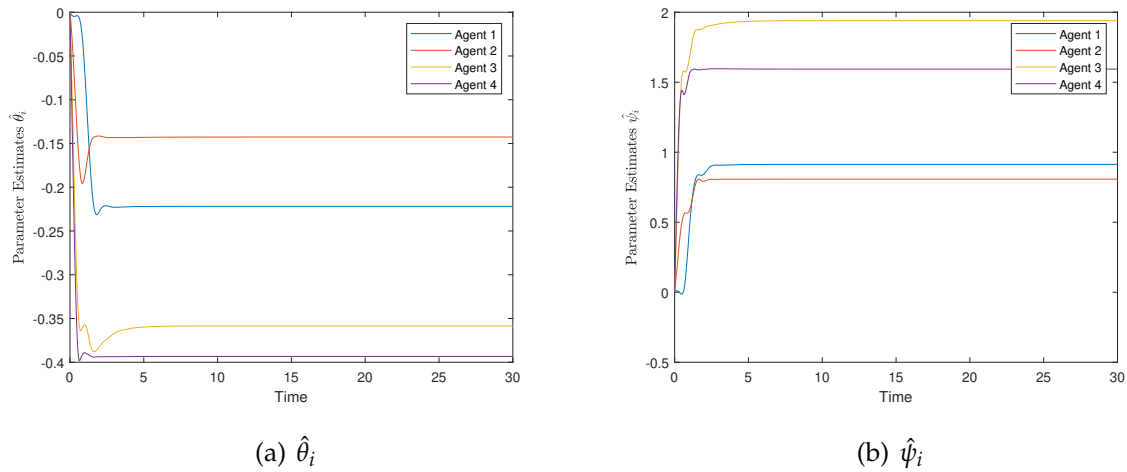 0
-0.05
-0.1
-0.15
-0.2
-0.25
-0.3
-0.35
-0.4
Parameter Estimates θ̂ᵢ
Agent 1
Agent 2
Agent 3
Agent 4
0 5 10 15 20 25 30
Time
(a) θ̂ᵢ
2
1.5
1
0.5
0
-0.5
Parameter Estimates ψ̂ᵢ
Agent 1
Agent 2
Agent 3
Agent 4
0 5 10 15 20 25 30
Time
(b) ψ̂ᵢ